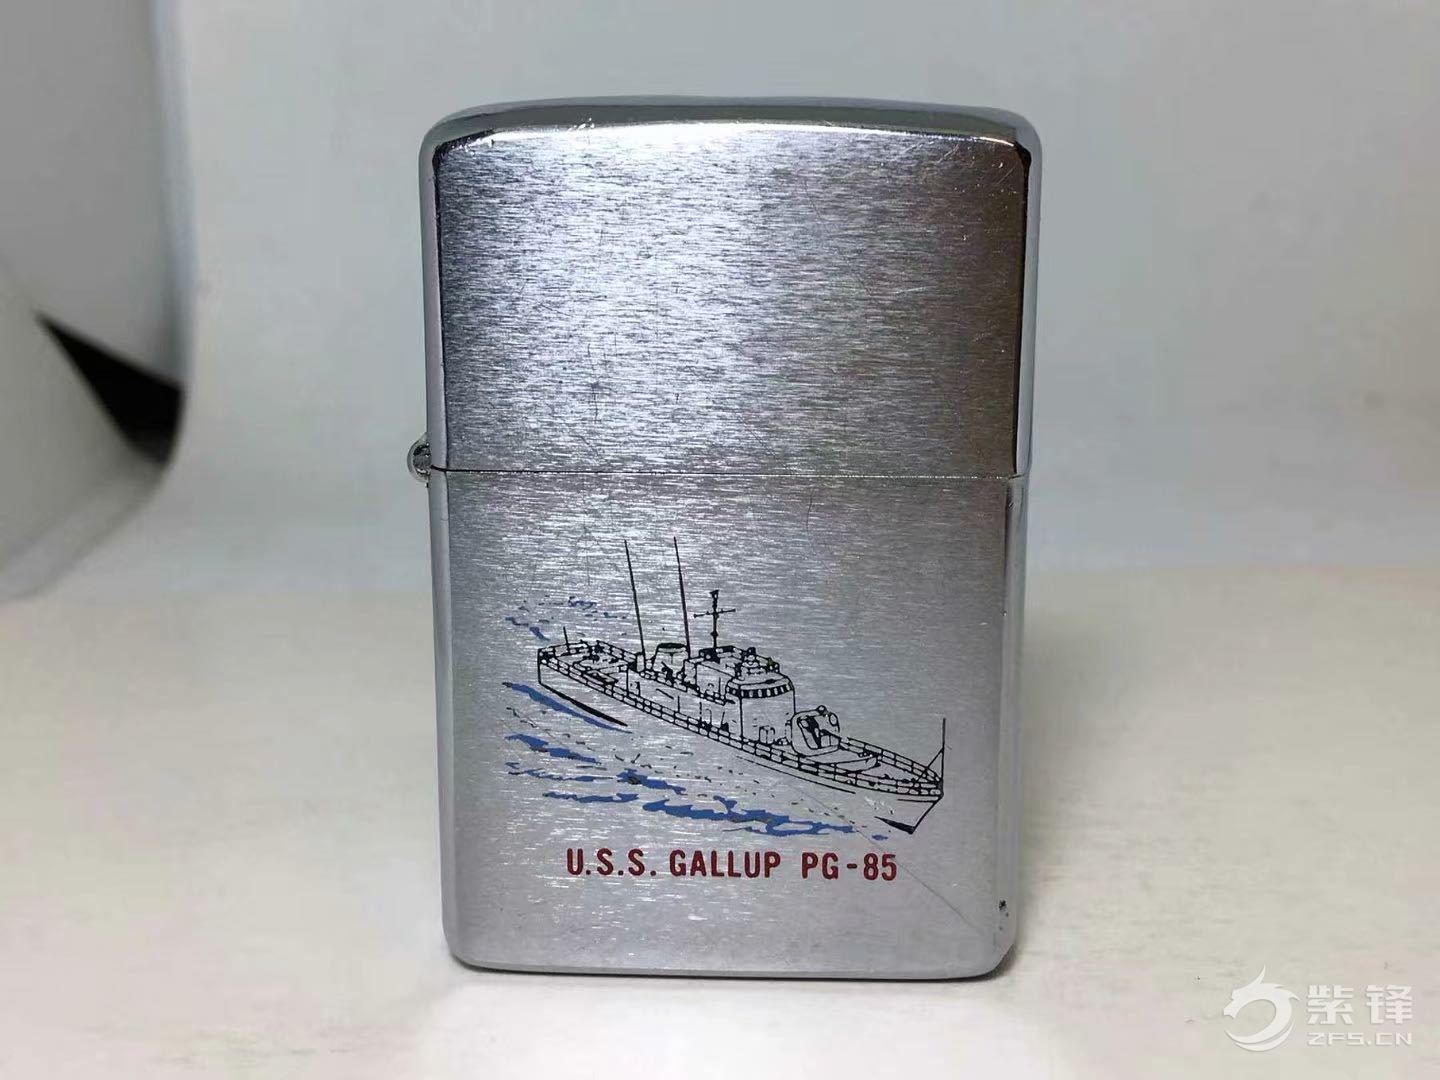 U.S.S. GALLUP PG-85
紫锋
ZFS.CN